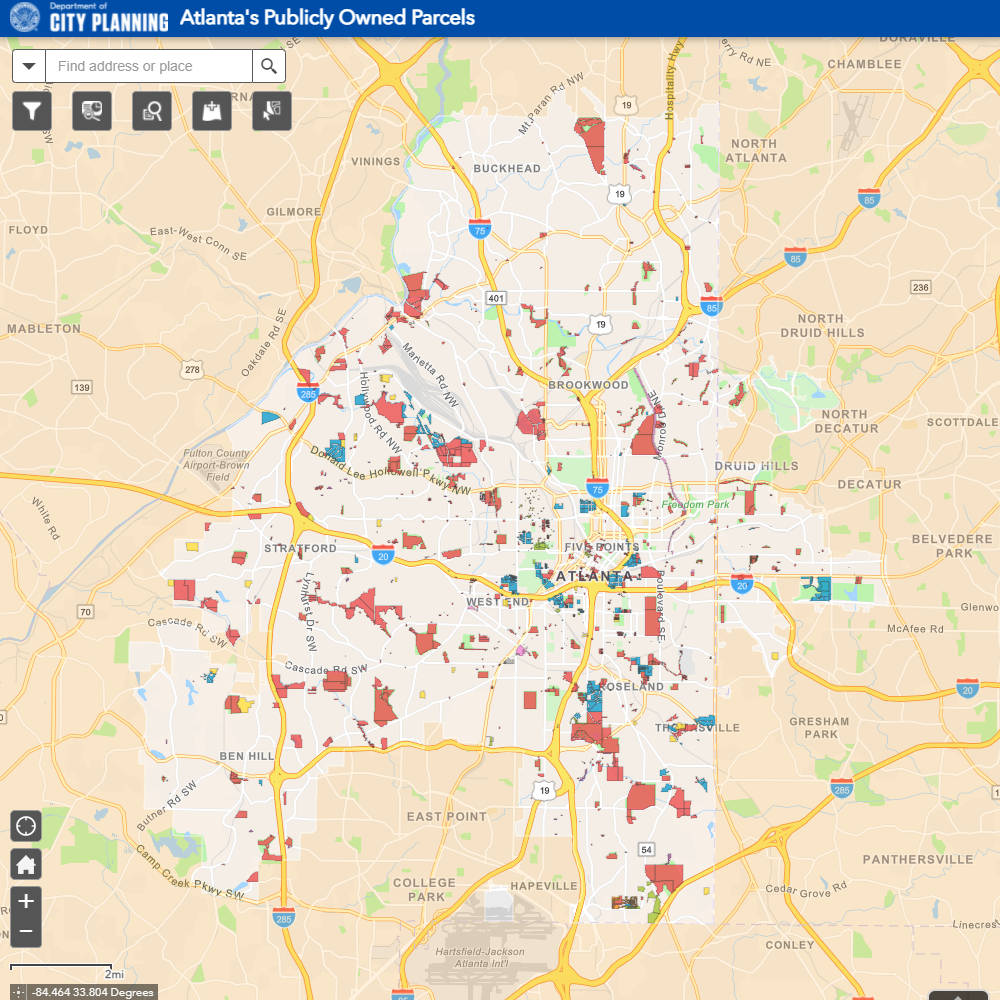 Department of
CITY PLANNING
Atlanta's Publicly Owned Parcels
Find address or place
SE
Hospitality Hwy
erry Rd NE
DORAVILLE
CHAMBLEE
Mt Paran Rd NW
19
SW
NORTH
ATLANTA
VININGS
BUCKHEAD
19
85
GILMORE
FLOYD
East-West Conn SE
75
85
236
401
85
MABLETON
Oakdale Rd SE
19
NORTH
DRUID HILLS
Marietta Rd NW
278
139
285
Hollywood Rd NW
BROOKWOOD
Monroe Dr NE
NORTH
DECATUR
SCOTTDALE
Fulton County
Airport-Brown
Field
Donald Lee Hollowell Pkwy NW
DRUID HILLS
75
DECATUR
White Rd
Freedom Park
STRATFORD
20
FIVE POINTS
BELVEDERE
PARK
ATLANTA
Lynhurst Dr SW
WEST END
20
Boulevard SE
70
Cascade Rd SW
Glenwo
McAfee Rd
Cascade Rd SW
ROSELAND
20
THOMASVILLE
GRESHAM
PARK
BEN HILL
285
19
Butner Rd SW
EAST POINT
54
PANTHERSVILLE
Camp Creek Pkwy SW
COLLEGE
PARK
HAPEVILLE
Cedar Grove Rd
285
Linecres
CONLEY
Hartsfield-Jackson
Atlanta Int'l
2mi
-84.464 33.804 Degrees
85